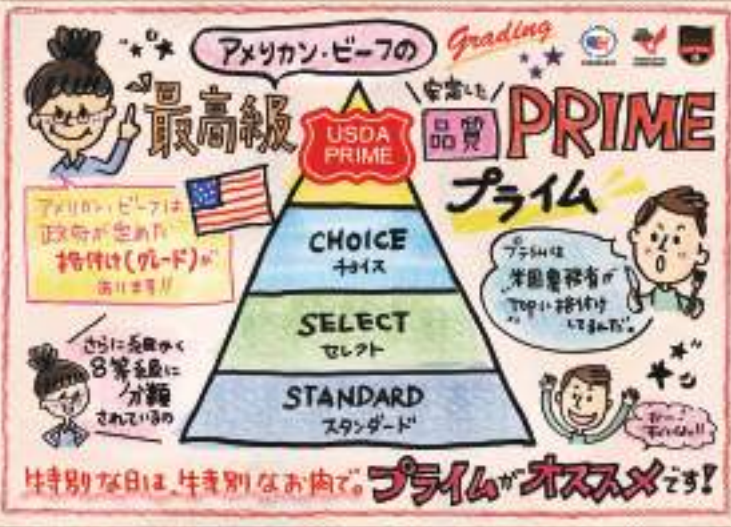 アメリカン・ビーフの
Grading
最高級
安定した
品質
PRIME
プライム
USDA
PRIME
アメリカン・ビーフは
政府が定めた
格付け(グレード)が
あります!!
CHOICE
チョイス
プライムは
米国農務省が
TOPに格付け
してるんだ。
SELECT
セレクト
さらに細かく
8等級に
分類
されているの
STANDARD
スタンダード
特別な日は、特別なお肉で。プライムがオススメです!